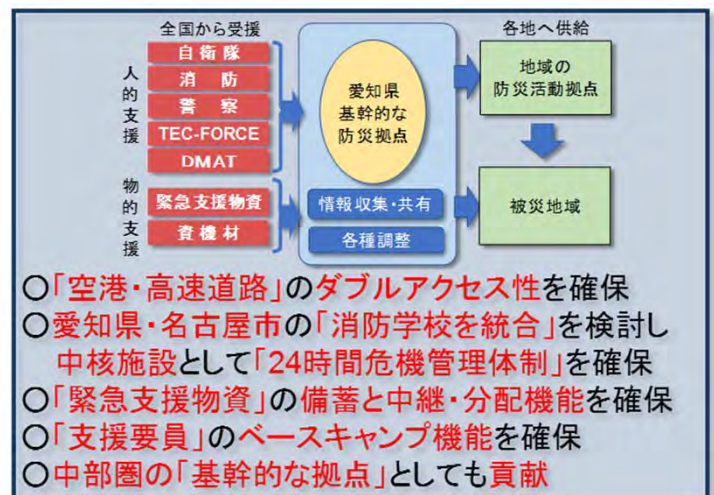 全国から受援
各地へ供給
人的支援
自衛隊
消 防
警 察
TEC-FORCE
DMAT
物的支援
緊急支援物資
資機材
愛知県
基幹的な
防災拠点
情報収集・共有
各種調整
地域の
防災活動拠点
被災地域
○「空港・高速道路」のダブルアクセス性を確保
○愛知県・名古屋市の「消防学校を統合」を検討し
中核施設として「24時間危機管理体制」を確保
○「緊急支援物資」の備蓄と中継・分配機能を確保
○「支援要員」のベースキャンプ機能を確保
○中部圏の「基幹的な拠点」としても貢献